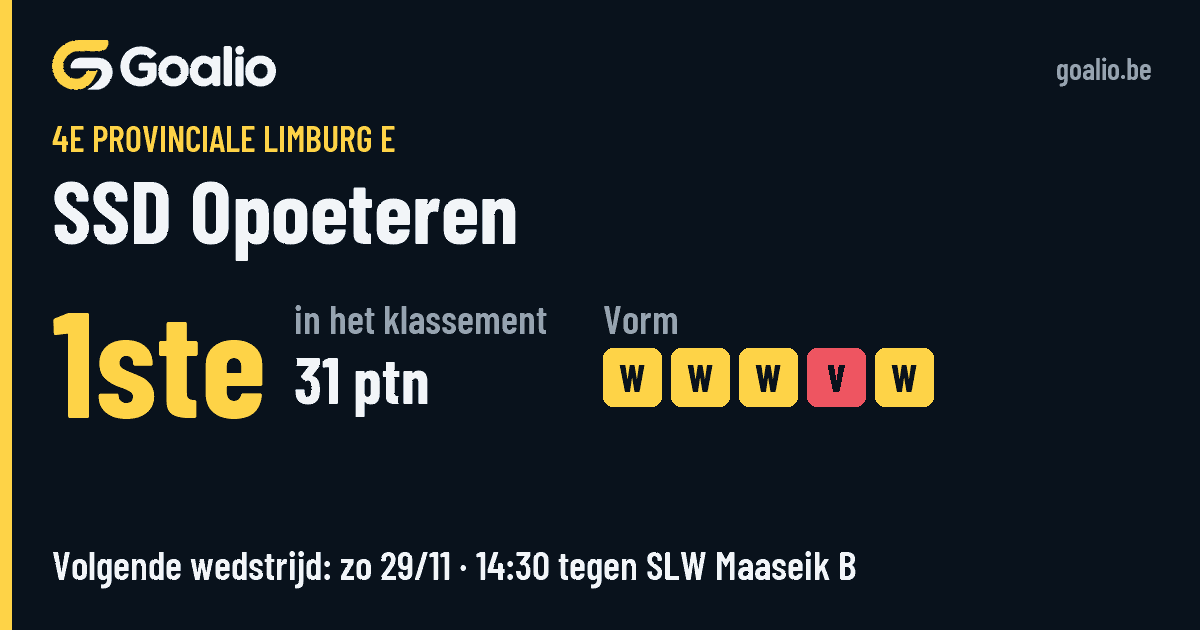 Goalio
goalio.be
4E PROVINCIALE LIMBURG E
SSD Opoeteren
1ste
in het klassement
31 ptn
Vorm
W W W V W
Volgende wedstrijd: zo 29/11 · 14:30 tegen SLW Maaseik B